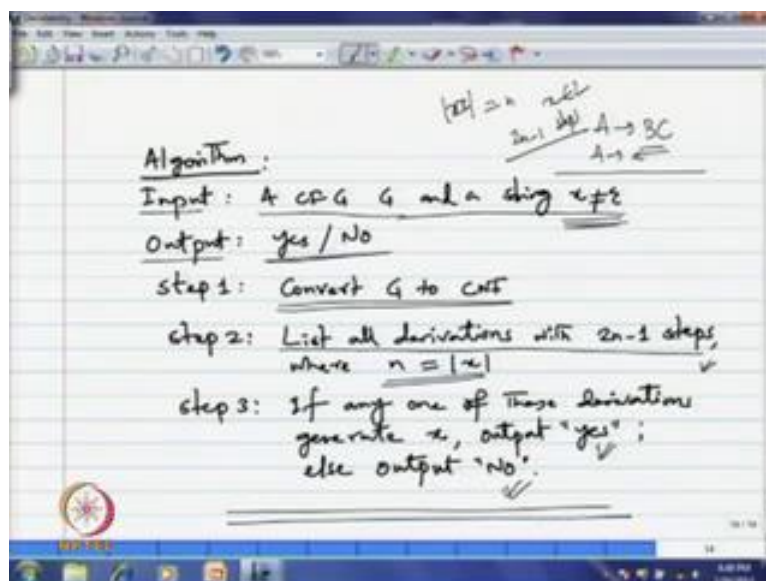 |x| = n x∈L
2n-1 steps A → BC
A → a
Algorithm :
Input : A CFG G and a string x ≠ ε
Output : yes / No
step 1 : Convert G to CNF
step 2 : List all derivations with 2n-1 steps,
where n = |x|
step 3 : If any one of these derivations
generate x, output "yes" ;
else output "No".
NPTEL